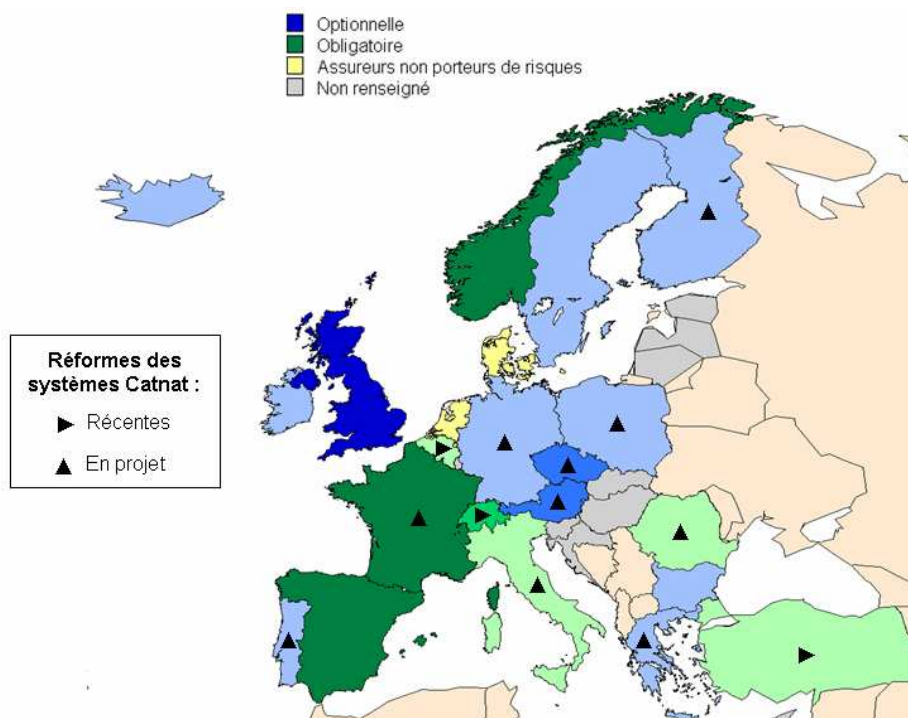 Optionnelle
Obligatoire
Assureurs non porteurs de risques
Non renseigné
Réformes des
systèmes Catnat :
Récentes
En projet